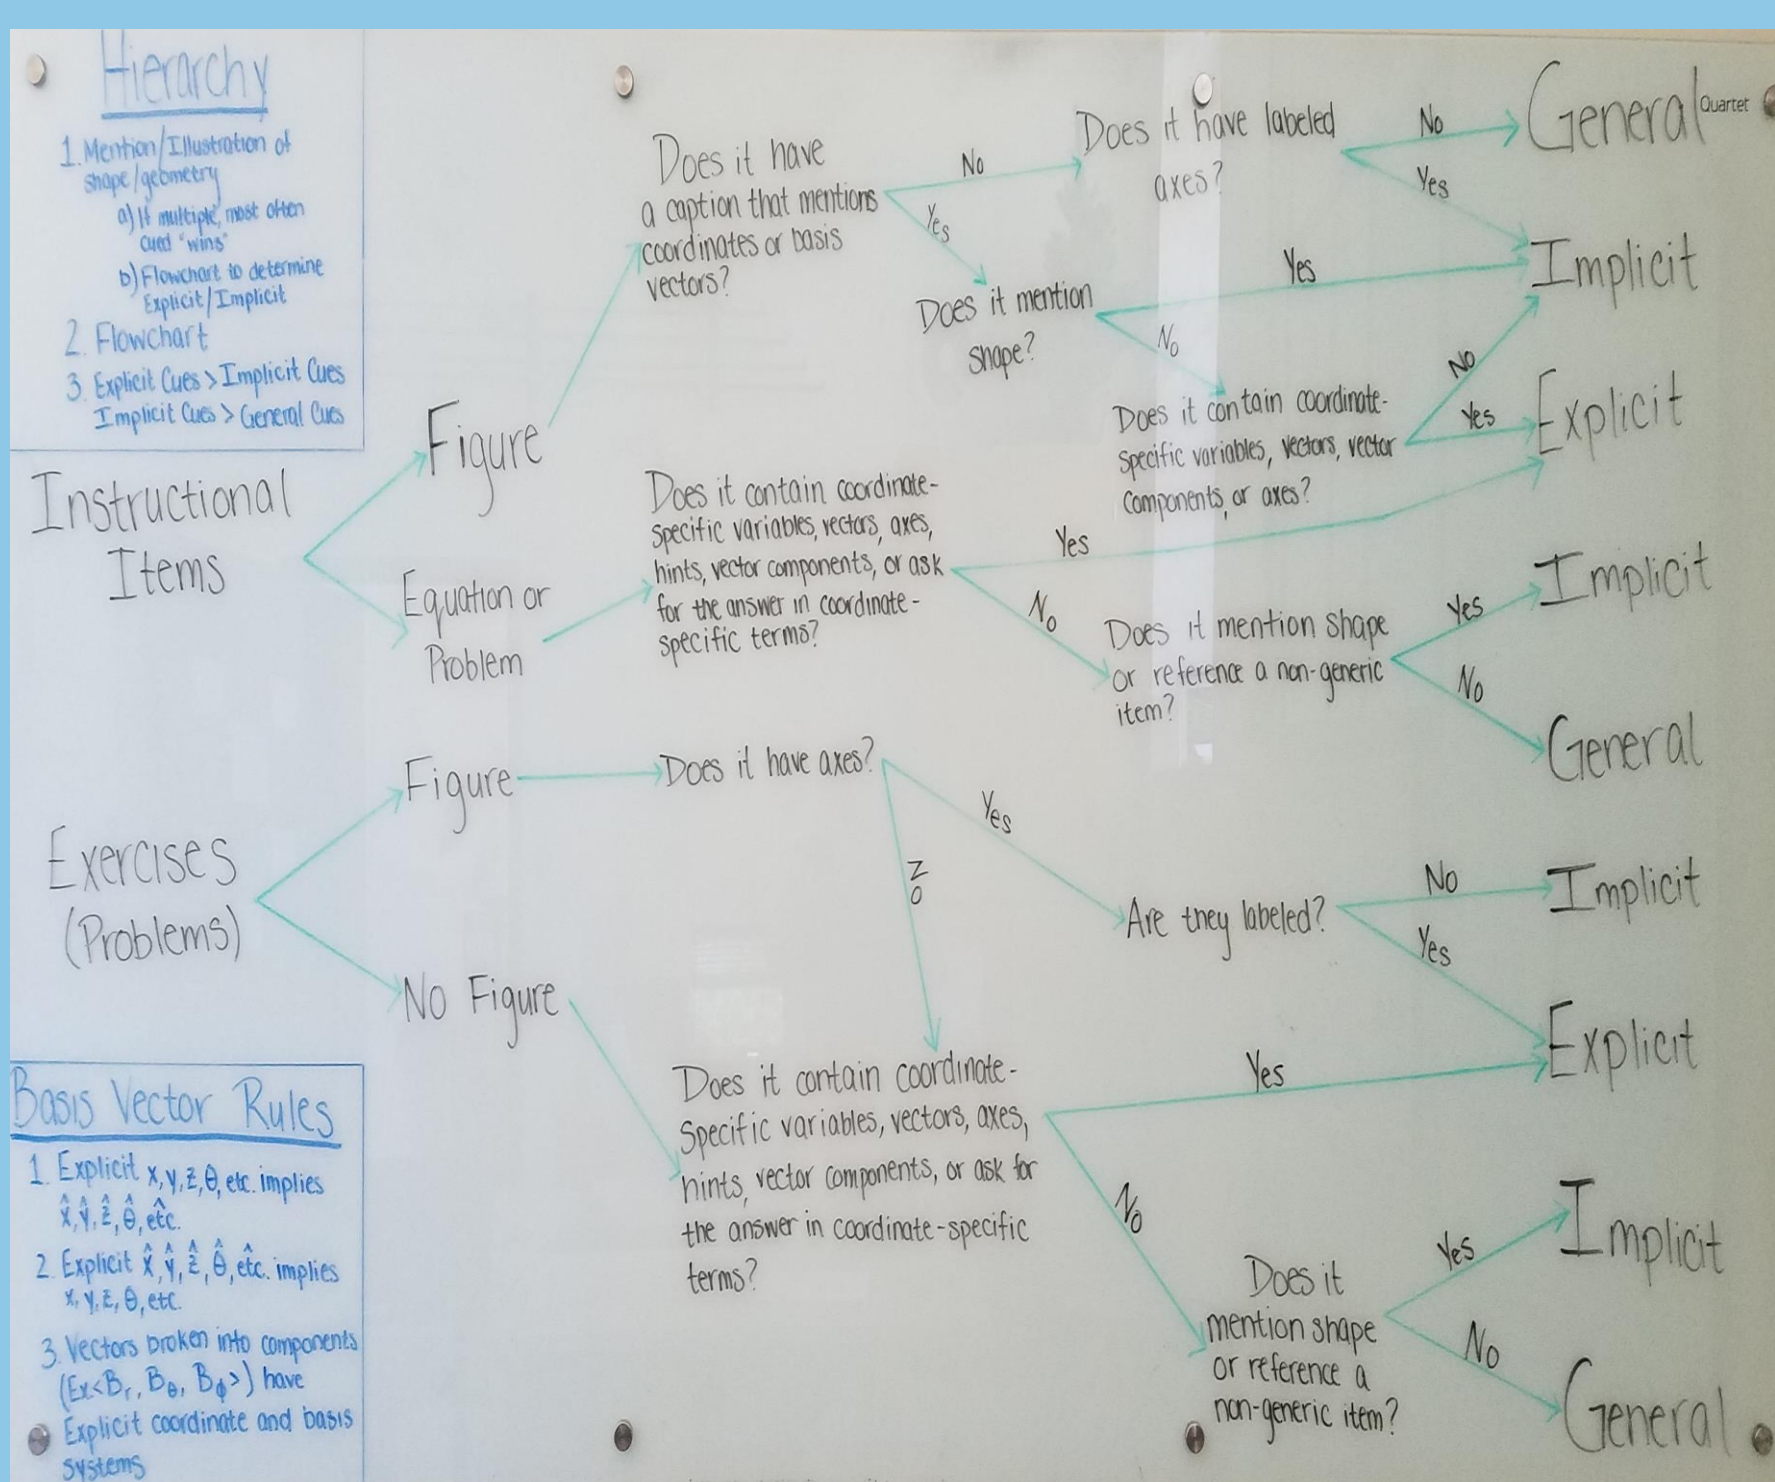 Hierarchy
1. Mention/Illustration of
shape/geometry
a) If multiple, most often
cued "wins"
b) Flowchart to determine
Explicit/Implicit
2. Flowchart
3. Explicit Cues > Implicit Cues
Implicit Cues > General Cues
Instructional
Items
Figure
Does it have
a caption that mentions
coordinates or basis
vectors?
No
Yes
Does it have labeled
axes?
No
Yes
General
Quartet
Does it mention
shape?
Yes
No
Implicit
Does it contain coordinate-
specific variables, vectors, vector
components, or axes?
No
Yes
Explicit
Equation or
Problem
Does it contain coordinate-
specific variables, vectors, axes,
hints, vector components, or ask
for the answer in coordinate-
specific terms?
Yes
No
Does it mention shape
or reference a non-generic
item?
Yes
No
Implicit
General
Exercises
(Problems)
Figure
Does it have axes?
Yes
No
Are they labeled?
No
Yes
Implicit
Explicit
No Figure
Does it contain coordinate-
Specific variables, vectors, axes,
hints, vector components, or ask for
the answer in coordinate-specific
terms?
Yes
No
Does it
mention shape
or reference a
non-generic item?
Yes
No
Implicit
General
Basis Vector Rules
1. Explicit x, y, z, θ, etc. implies
x̂, ŷ, ẑ, θ̂, etc.
2. Explicit x̂, ŷ, ẑ, θ̂, etc. implies
x, y, z, θ, etc.
3. Vectors broken into components
(Ex <Br, Bθ, Bϕ>) have
Explicit coordinate and basis
systems